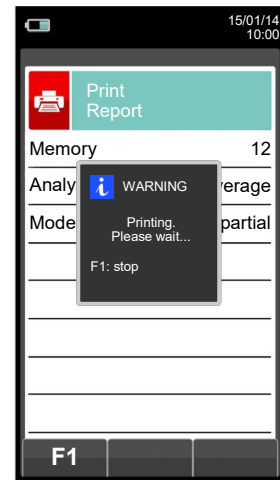 15/01/14
10:00
Print
Report
Memory 12
Analy verage
Mode partial
WARNING
Printing.
Please wait...
F1: stop
F1